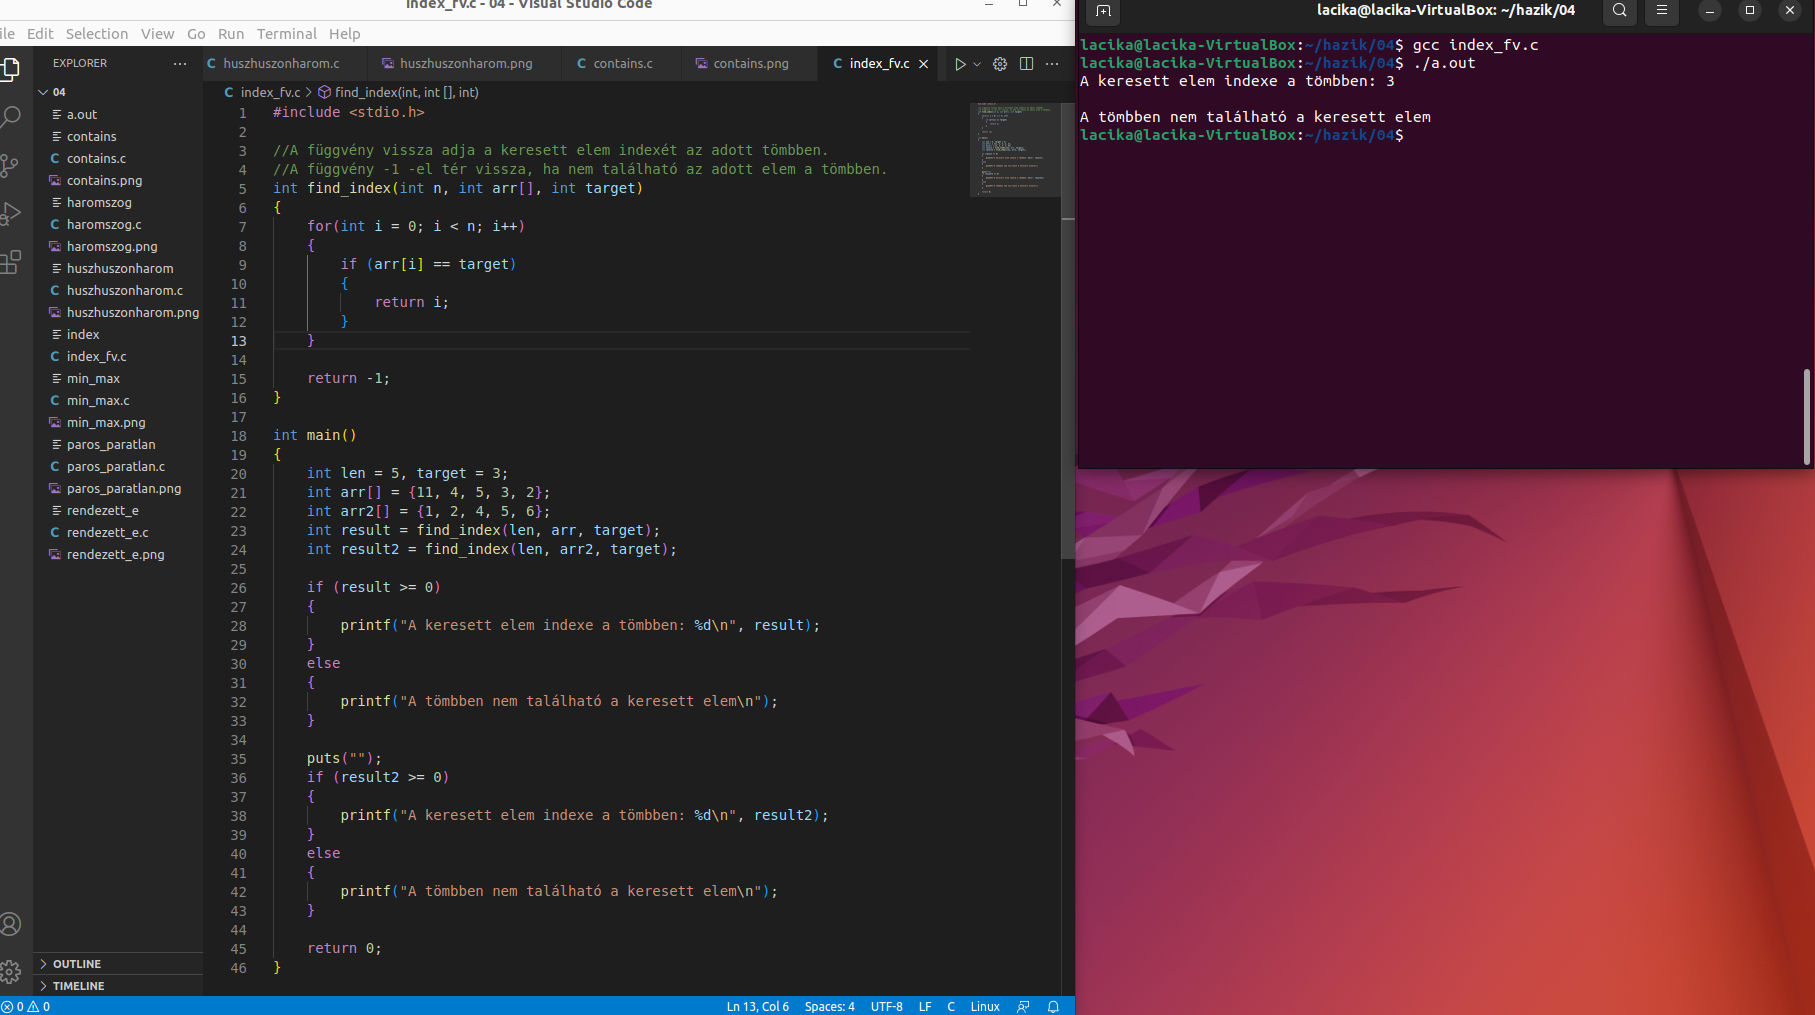 index_fv.c - 04 - Visual Studio Code
ile Edit Selection View Go Run Terminal Help
EXPLORER
04
a.out
contains
contains.c
contains.png
haromszog
haromszog.c
haromszog.png
huszhuszonharom
huszhuszonharom.c
huszhuszonharom.png
index
index_fv.c
min_max
min_max.c
min_max.png
paros_paratlan
paros_paratlan.c
paros_paratlan.png
rendezett_e
rendezett_e.c
rendezett_e.png
OUTLINE
TIMELINE
C huszhuszonharom.c huszhuszonharom.png C contains.c contains.png C index_fv.c
C index_fv.c > find_index(int, int [], int)
1 #include <stdio.h>
2
3 //A függvény vissza adja a keresett elem indexét az adott tömbben.
4 //A függvény -1 -el tér vissza, ha nem található az adott elem a tömbben.
5 int find_index(int n, int arr[], int target)
6 {
7 for(int i = 0; i < n; i++)
8 {
9 if (arr[i] == target)
10 {
11 return i;
12 }
13 }
14
15 return -1;
16 }
17
18 int main()
19 {
20 int len = 5, target = 3;
21 int arr[] = {11, 4, 5, 3, 2};
22 int arr2[] = {1, 2, 4, 5, 6};
23 int result = find_index(len, arr, target);
24 int result2 = find_index(len, arr2, target);
25
26 if (result >= 0)
27 {
28 printf("A keresett elem indexe a tömbben: %d\n", result);
29 }
30 else
31 {
32 printf("A tömbben nem található a keresett elem\n");
33 }
34
35 puts("");
36 if (result2 >= 0)
37 {
38 printf("A keresett elem indexe a tömbben: %d\n", result2);
39 }
40 else
41 {
42 printf("A tömbben nem található a keresett elem\n");
43 }
44
45 return 0;
46 }
0 0 Ln 13, Col 6 Spaces: 4 UTF-8 LF C Linux
lacika@lacika-VirtualBox: ~/hazik/04
lacika@lacika-VirtualBox:~/hazik/04$ gcc index_fv.c
lacika@lacika-VirtualBox:~/hazik/04$ ./a.out
A keresett elem indexe a tömbben: 3
A tömbben nem található a keresett elem
lacika@lacika-VirtualBox:~/hazik/04$